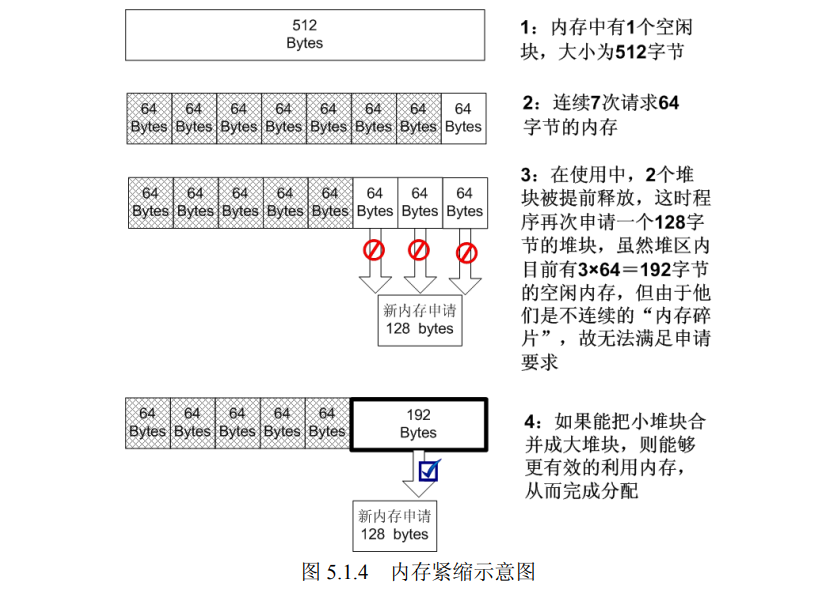 512
Bytes
1：内存中有1个空闲
块，大小为512字节
64 64 64 64 64 64 64 64
Bytes Bytes Bytes Bytes Bytes Bytes Bytes Bytes
2：连续7次请求64
字节的内存
64 64 64 64 64 64 64 64
Bytes Bytes Bytes Bytes Bytes Bytes Bytes Bytes
新内存申请
128 bytes
3：在使用中，2个堆
块被提前释放，这时程
序再次申请一个128字
节的堆块，虽然堆区内
目前有3×64＝192字节
的空闲内存，但由于他
们是不连续的“内存碎
片”，故无法满足申请
要求
64 64 64 64 64 192
Bytes Bytes Bytes Bytes Bytes Bytes
新内存申请
128 bytes
4：如果能把小堆块合
并成大堆块，则能够
更有效的利用内存，
从而完成分配
图 5.1.4 内存紧缩示意图